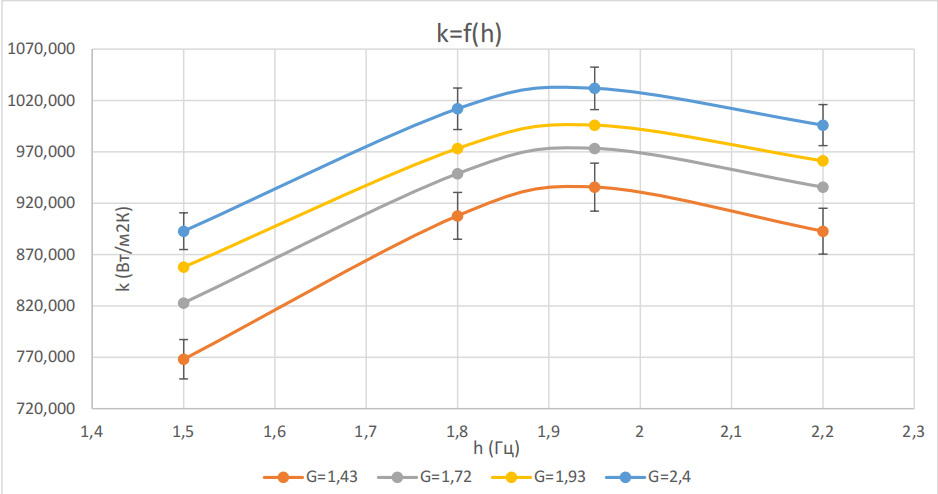 k=f(h)
1070,000
1020,000
970,000
920,000
870,000
820,000
770,000
720,000
k (Вт/м2К)
1,4 1,5 1,6 1,7 1,8 1,9 2 2,1 2,2 2,3
h (Гц)
G=1,43 G=1,72 G=1,93 G=2,4